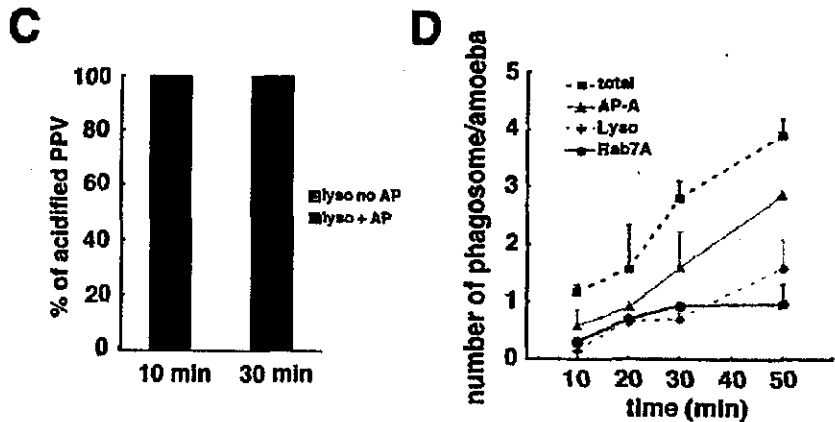 C
% of acidified PPV
100
80
60
40
20
0
10 min
30 min
lyso no AP
lyso + AP
D
number of phagosome/amoeba
5
4
3
2
1
0
total
AP-A
Lyso
Rab7A
10 20 30 40 50
time (min)